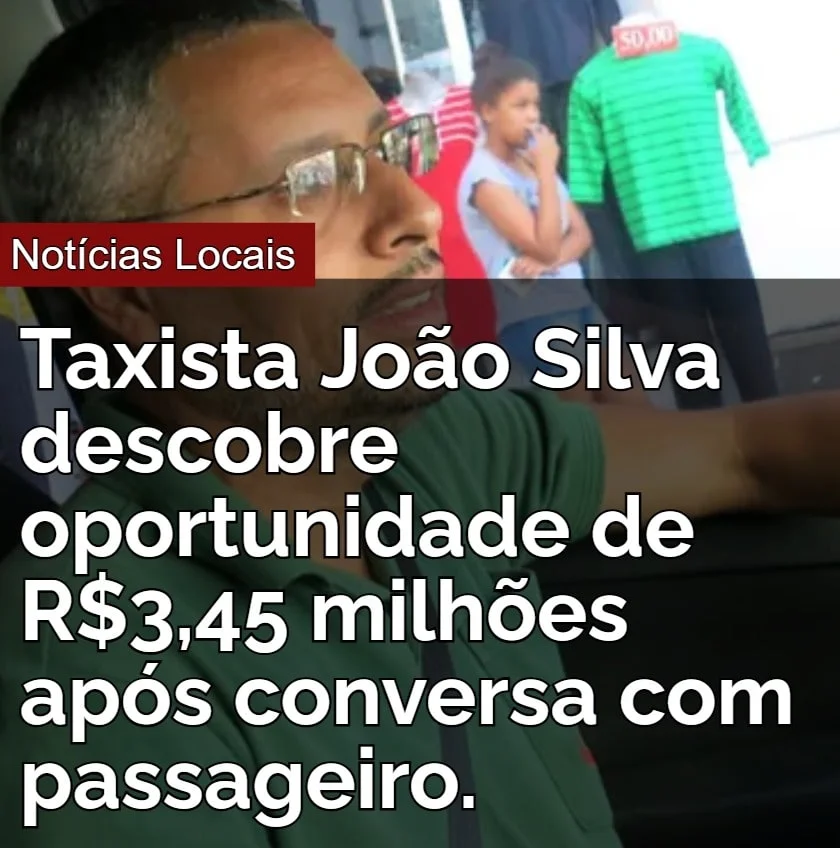 50,00
Notícias Locais
Taxista João Silva
descobre
oportunidade de
R$3,45 milhões
após conversa com
passageiro.